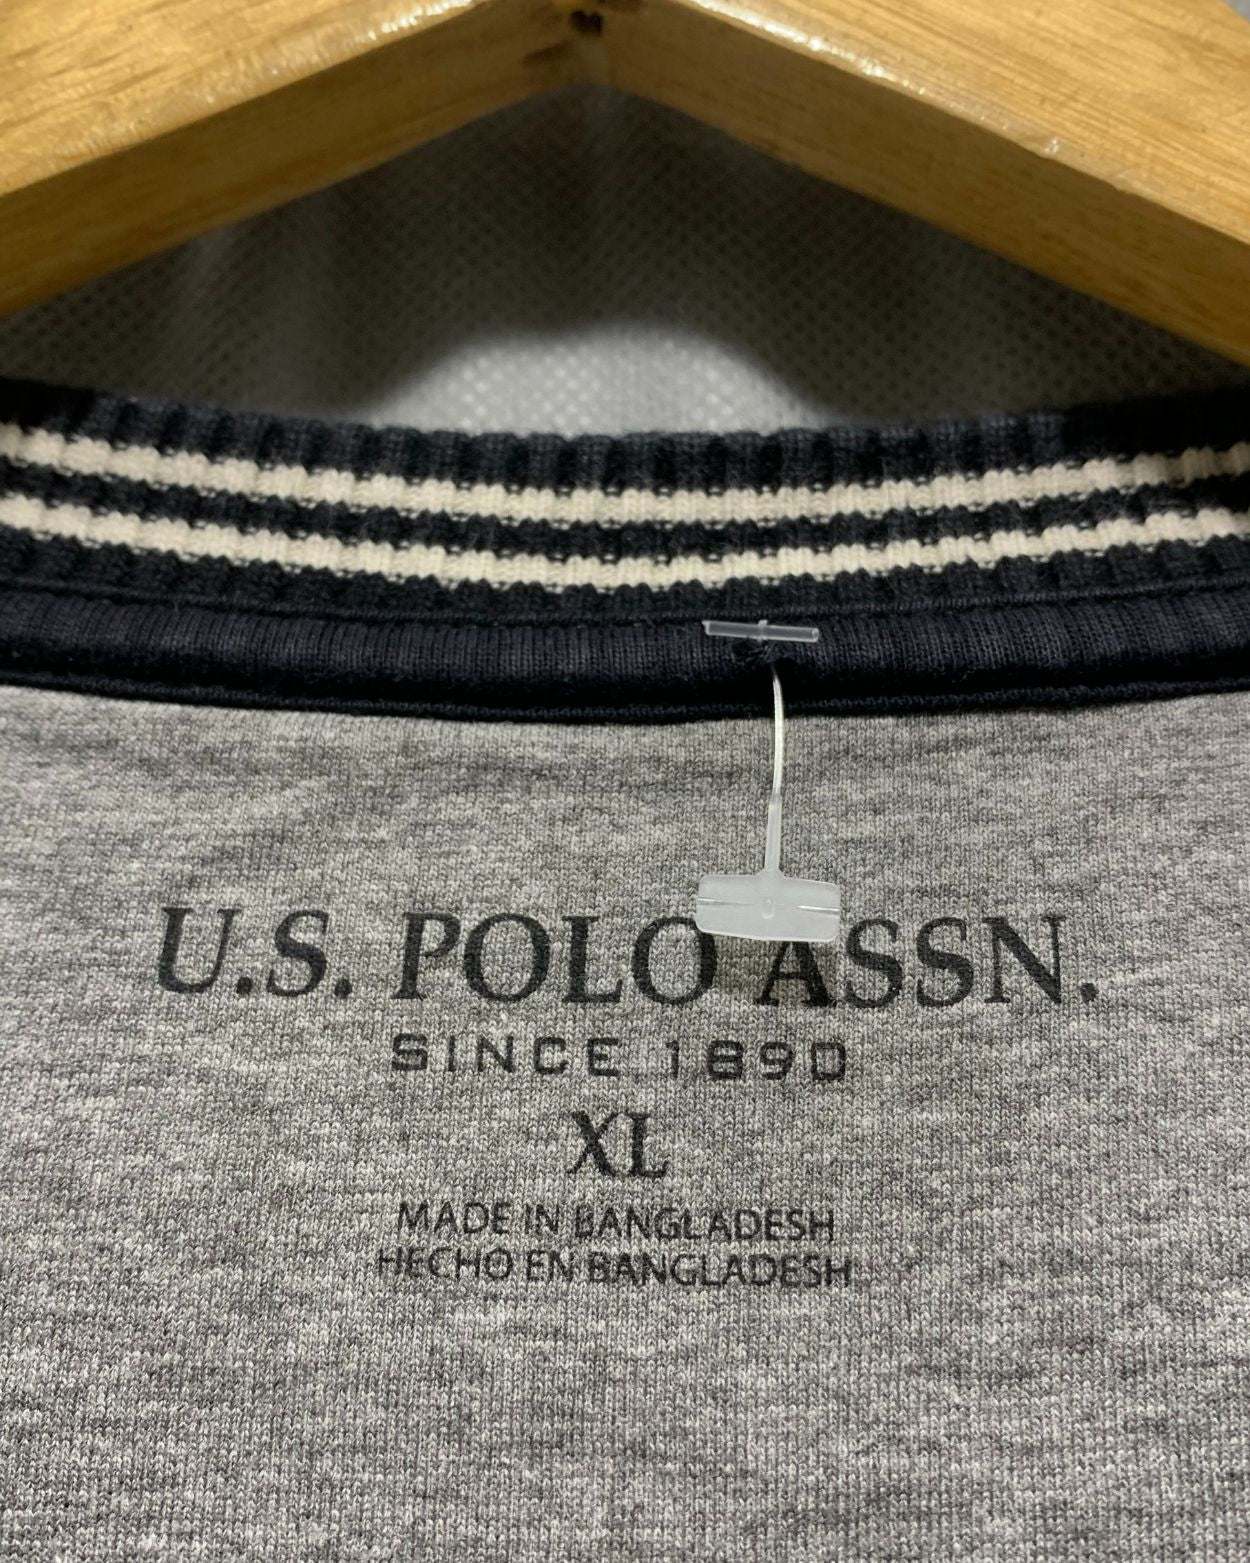 U.S. POLO ASSN.
SINCE 1890
XL
MADE IN BANGLADESH
HECHO EN BANGLADESH